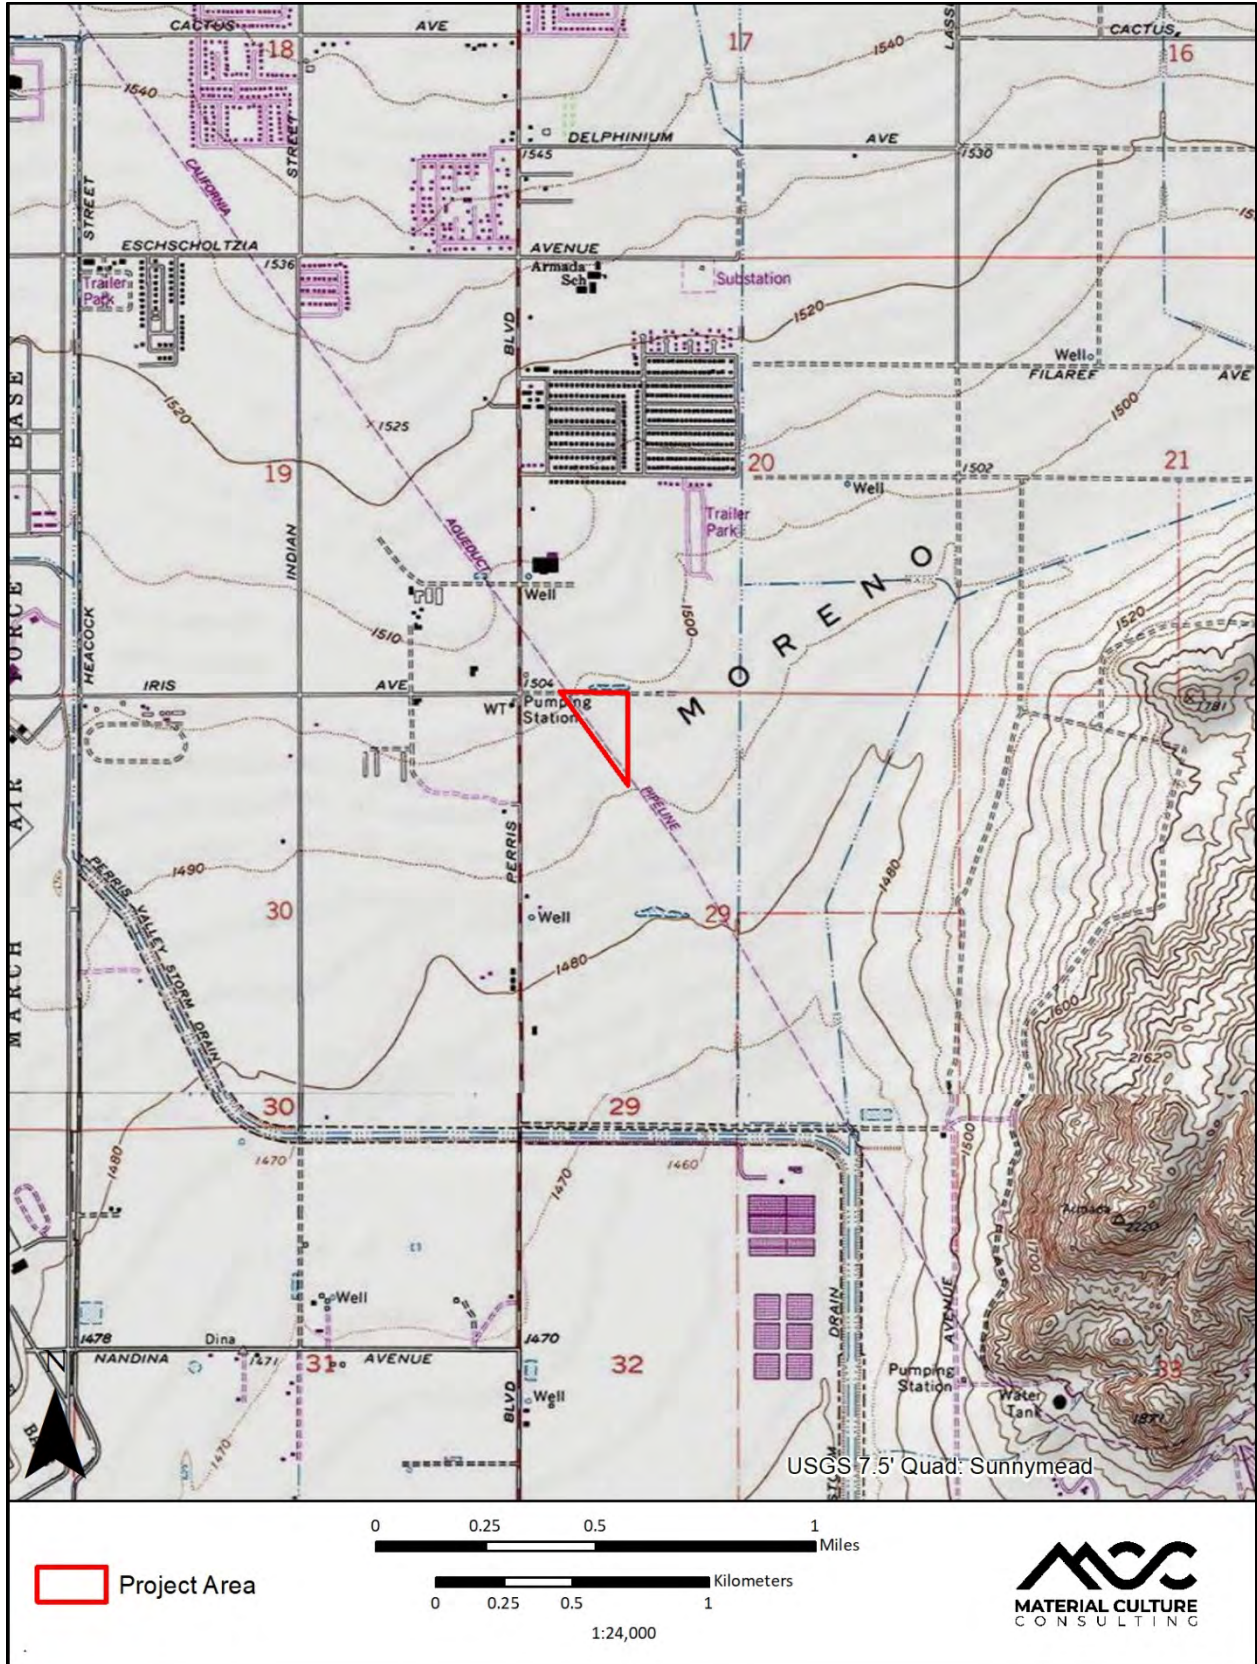 CACTUS AVE
CACTUS
18
17
16
1540
1540
LASS
DELPHINIUM AVE
1545
1530
CALIFORNIA
STREET
STREET
ESCHSCHOLTZIA AVENUE
1536
Armada
Sch
Substation
Trailer
Park
1520
BLVD
Well
FILAREF AVE
1520
1525
1500
BASE
19
20
21
1502
Well
Trailer
Park
AQUEDUCT
INDIAN
Well
1510
1500
MORENO
1520
FORCE
HEACOCK
IRIS AVE
1504
WT
Pumping
Station
1781
AIR
PIPELINE
PERRIS
1490
1480
PERRIS VALLEY STORM DRAIN
30
Well
29
1480
MARCH
1600
2162
30
29
1480
1470
1470
1460
1500
Armada
2220
1700
Well
DRAIN
AVENUE
1478
Dina
1471
1470
NANDINA AVENUE
31
32
33
Pumping
Station
Water
Tank
BLVD
Well
1871
1470
N
STORM
USGS 7.5' Quad: Sunnymead
0 0.25 0.5 1
Miles
Project Area
Kilometers
0 0.25 0.5 1
1:24,000
MCC
MATERIAL CULTURE
CONSULTING